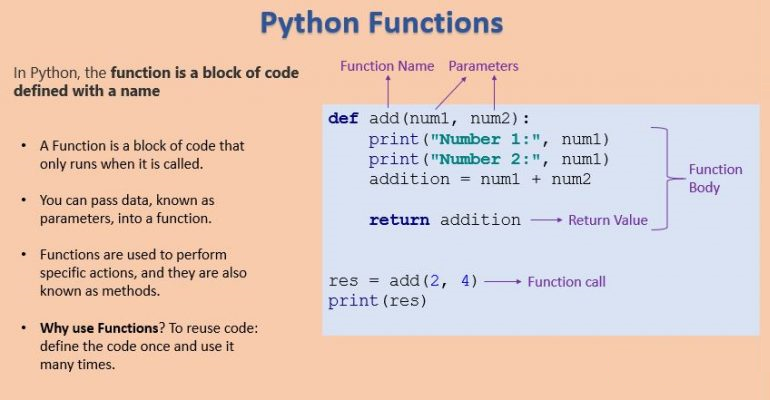 Python Functions
In Python, the function is a block of code
defined with a name
• A Function is a block of code that
only runs when it is called.
• You can pass data, known as
parameters, into a function.
• Functions are used to perform
specific actions, and they are also
known as methods.
• Why use Functions? To reuse code:
define the code once and use it
many times.
Function Name Parameters
def add(num1, num2):
    print("Number 1:", num1)
    print("Number 2:", num1)
    addition = num1 + num2
    return addition Return Value
Function
Body
res = add(2, 4) Function call
print(res)